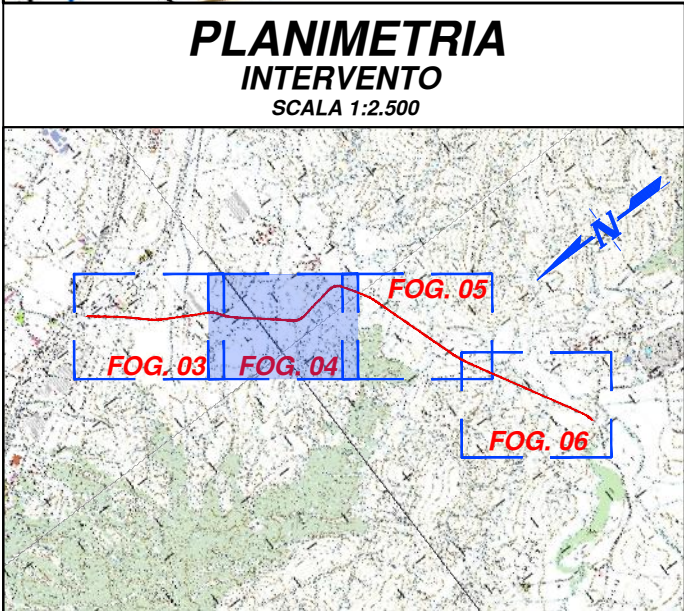 PLANIMETRIA
INTERVENTO
SCALA 1:2.500
N
FOG. 05
FOG. 03
FOG. 04
FOG. 06